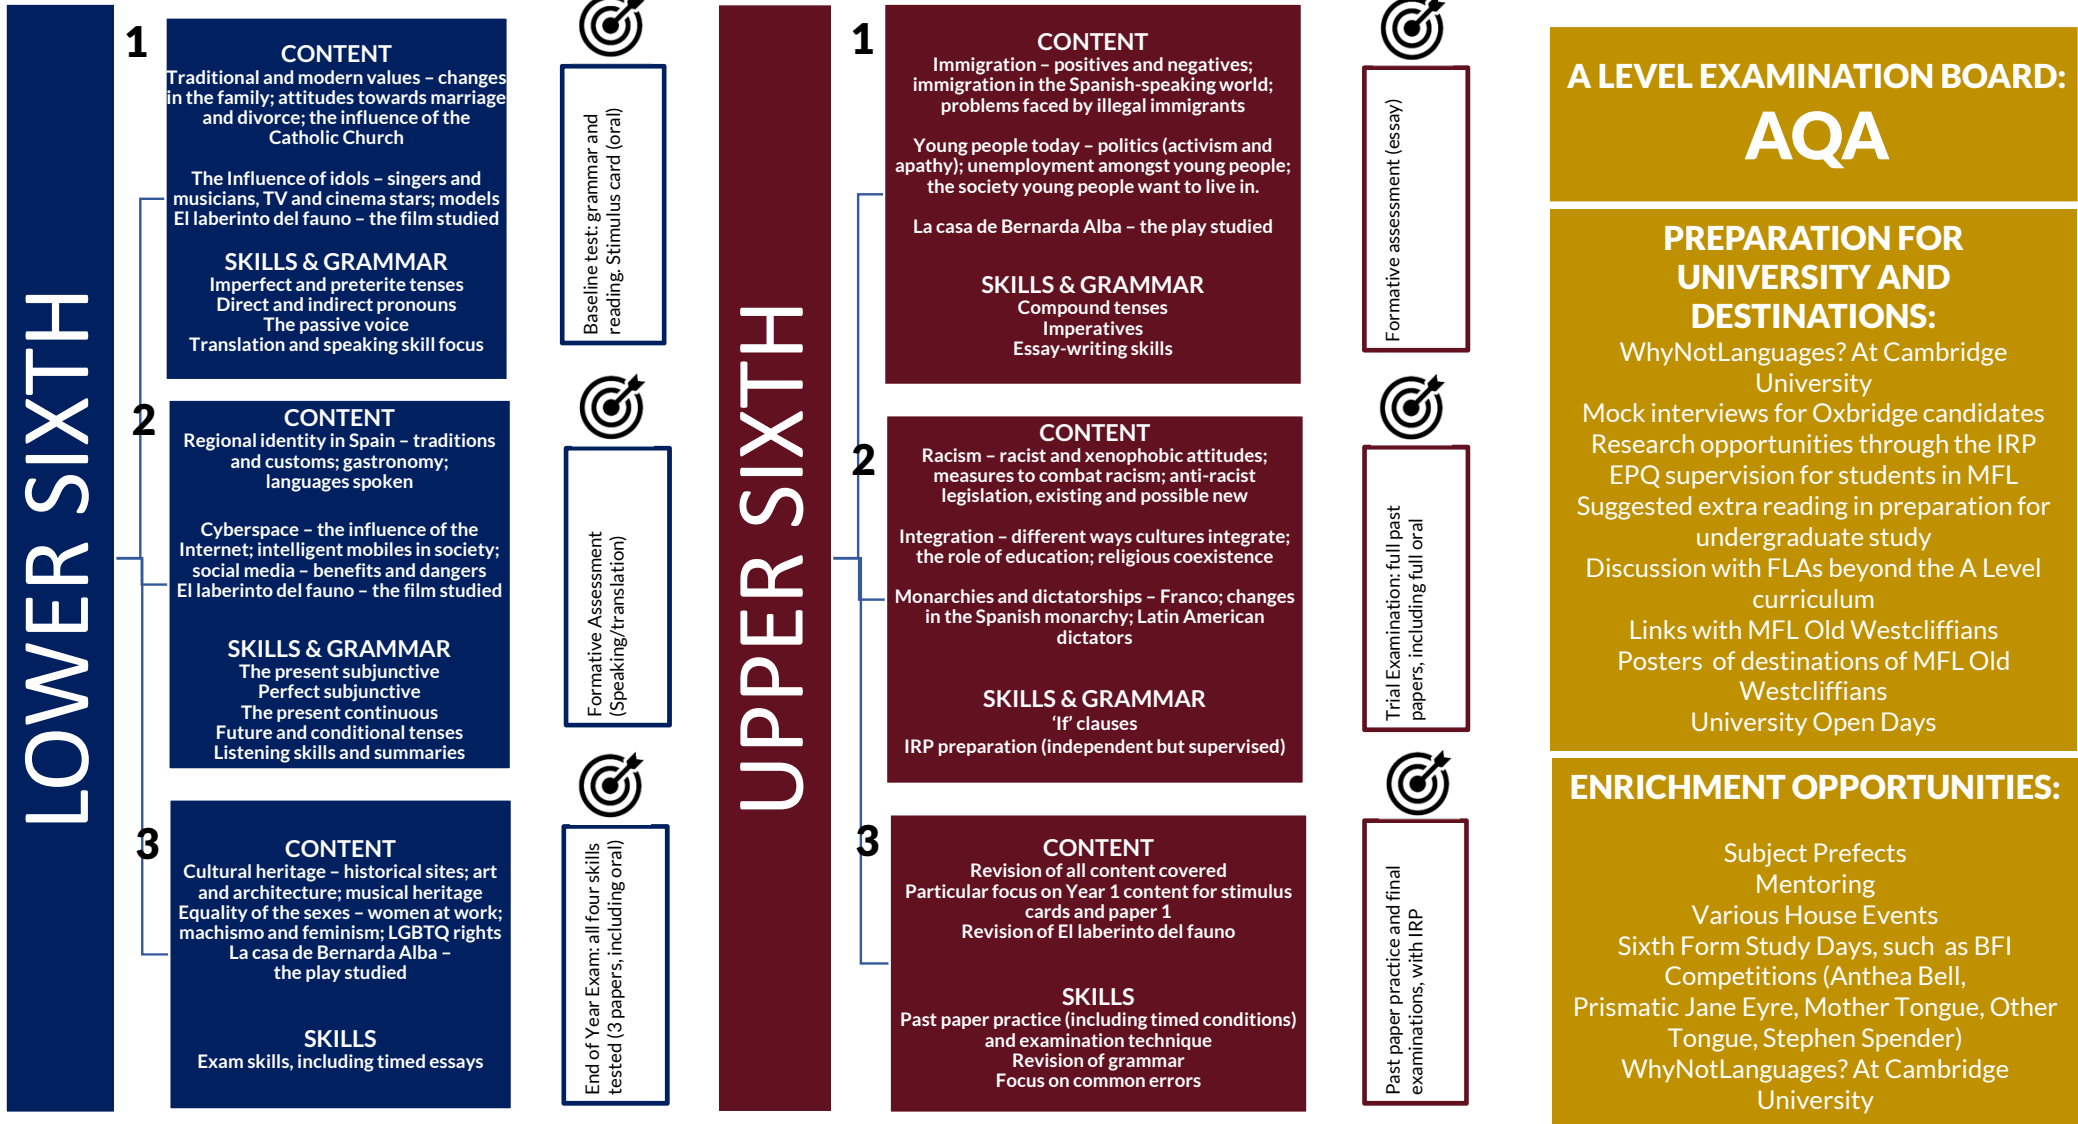 LOWER SIXTH
1
CONTENT
Traditional and modern values – changes
in the family; attitudes towards marriage
and divorce; the influence of the
Catholic Church
The Influence of idols – singers and
musicians, TV and cinema stars; models
El laberinto del fauno – the film studied
SKILLS & GRAMMAR
Imperfect and preterite tenses
Direct and indirect pronouns
The passive voice
Translation and speaking skill focus
Baseline test: grammar and
reading. Stimulus card (oral)
2
CONTENT
Regional identity in Spain – traditions
and customs; gastronomy;
languages spoken
Cyberspace – the influence of the
Internet; intelligent mobiles in society;
social media – benefits and dangers
El laberinto del fauno – the film studied
SKILLS & GRAMMAR
The present subjunctive
Perfect subjunctive
The present continuous
Future and conditional tenses
Listening skills and summaries
Formative Assessment
(Speaking/translation)
3
CONTENT
Cultural heritage – historical sites; art
and architecture; musical heritage
Equality of the sexes – women at work;
machismo and feminism; LGBTQ rights
La casa de Bernarda Alba –
the play studied
SKILLS
Exam skills, including timed essays
End of Year Exam: all four skills
tested (3 papers, including oral)
UPPER SIXTH
1
CONTENT
Immigration – positives and negatives;
immigration in the Spanish-speaking world;
problems faced by illegal immigrants
Young people today – politics (activism and
apathy); unemployment amongst young people;
the society young people want to live in.
La casa de Bernarda Alba – the play studied
SKILLS & GRAMMAR
Compound tenses
Imperatives
Essay-writing skills
Formative assessment (essay)
2
CONTENT
Racism – racist and xenophobic attitudes;
measures to combat racism; anti-racist
legislation, existing and possible new
Integration – different ways cultures integrate;
the role of education; religious coexistence
Monarchies and dictatorships – Franco; changes
in the Spanish monarchy; Latin American
dictators
SKILLS & GRAMMAR
‘If’ clauses
IRP preparation (independent but supervised)
Trial Examination: full past
papers, including full oral
3
CONTENT
Revision of all content covered
Particular focus on Year 1 content for stimulus
cards and paper 1
Revision of El laberinto del fauno
SKILLS
Past paper practice (including timed conditions)
and examination technique
Revision of grammar
Focus on common errors
Past paper practice and final
examinations, with IRP
A LEVEL EXAMINATION BOARD:
AQA
PREPARATION FOR
UNIVERSITY AND
DESTINATIONS:
WhyNotLanguages? At Cambridge
University
Mock interviews for Oxbridge candidates
Research opportunities through the IRP
EPQ supervision for students in MFL
Suggested extra reading in preparation for
undergraduate study
Discussion with FLAs beyond the A Level
curriculum
Links with MFL Old Westcliffians
Posters of destinations of MFL Old
Westcliffians
University Open Days
ENRICHMENT OPPORTUNITIES:
Subject Prefects
Mentoring
Various House Events
Sixth Form Study Days, such as BFI
Competitions (Anthea Bell,
Prismatic Jane Eyre, Mother Tongue, Other
Tongue, Stephen Spender)
WhyNotLanguages? At Cambridge
University